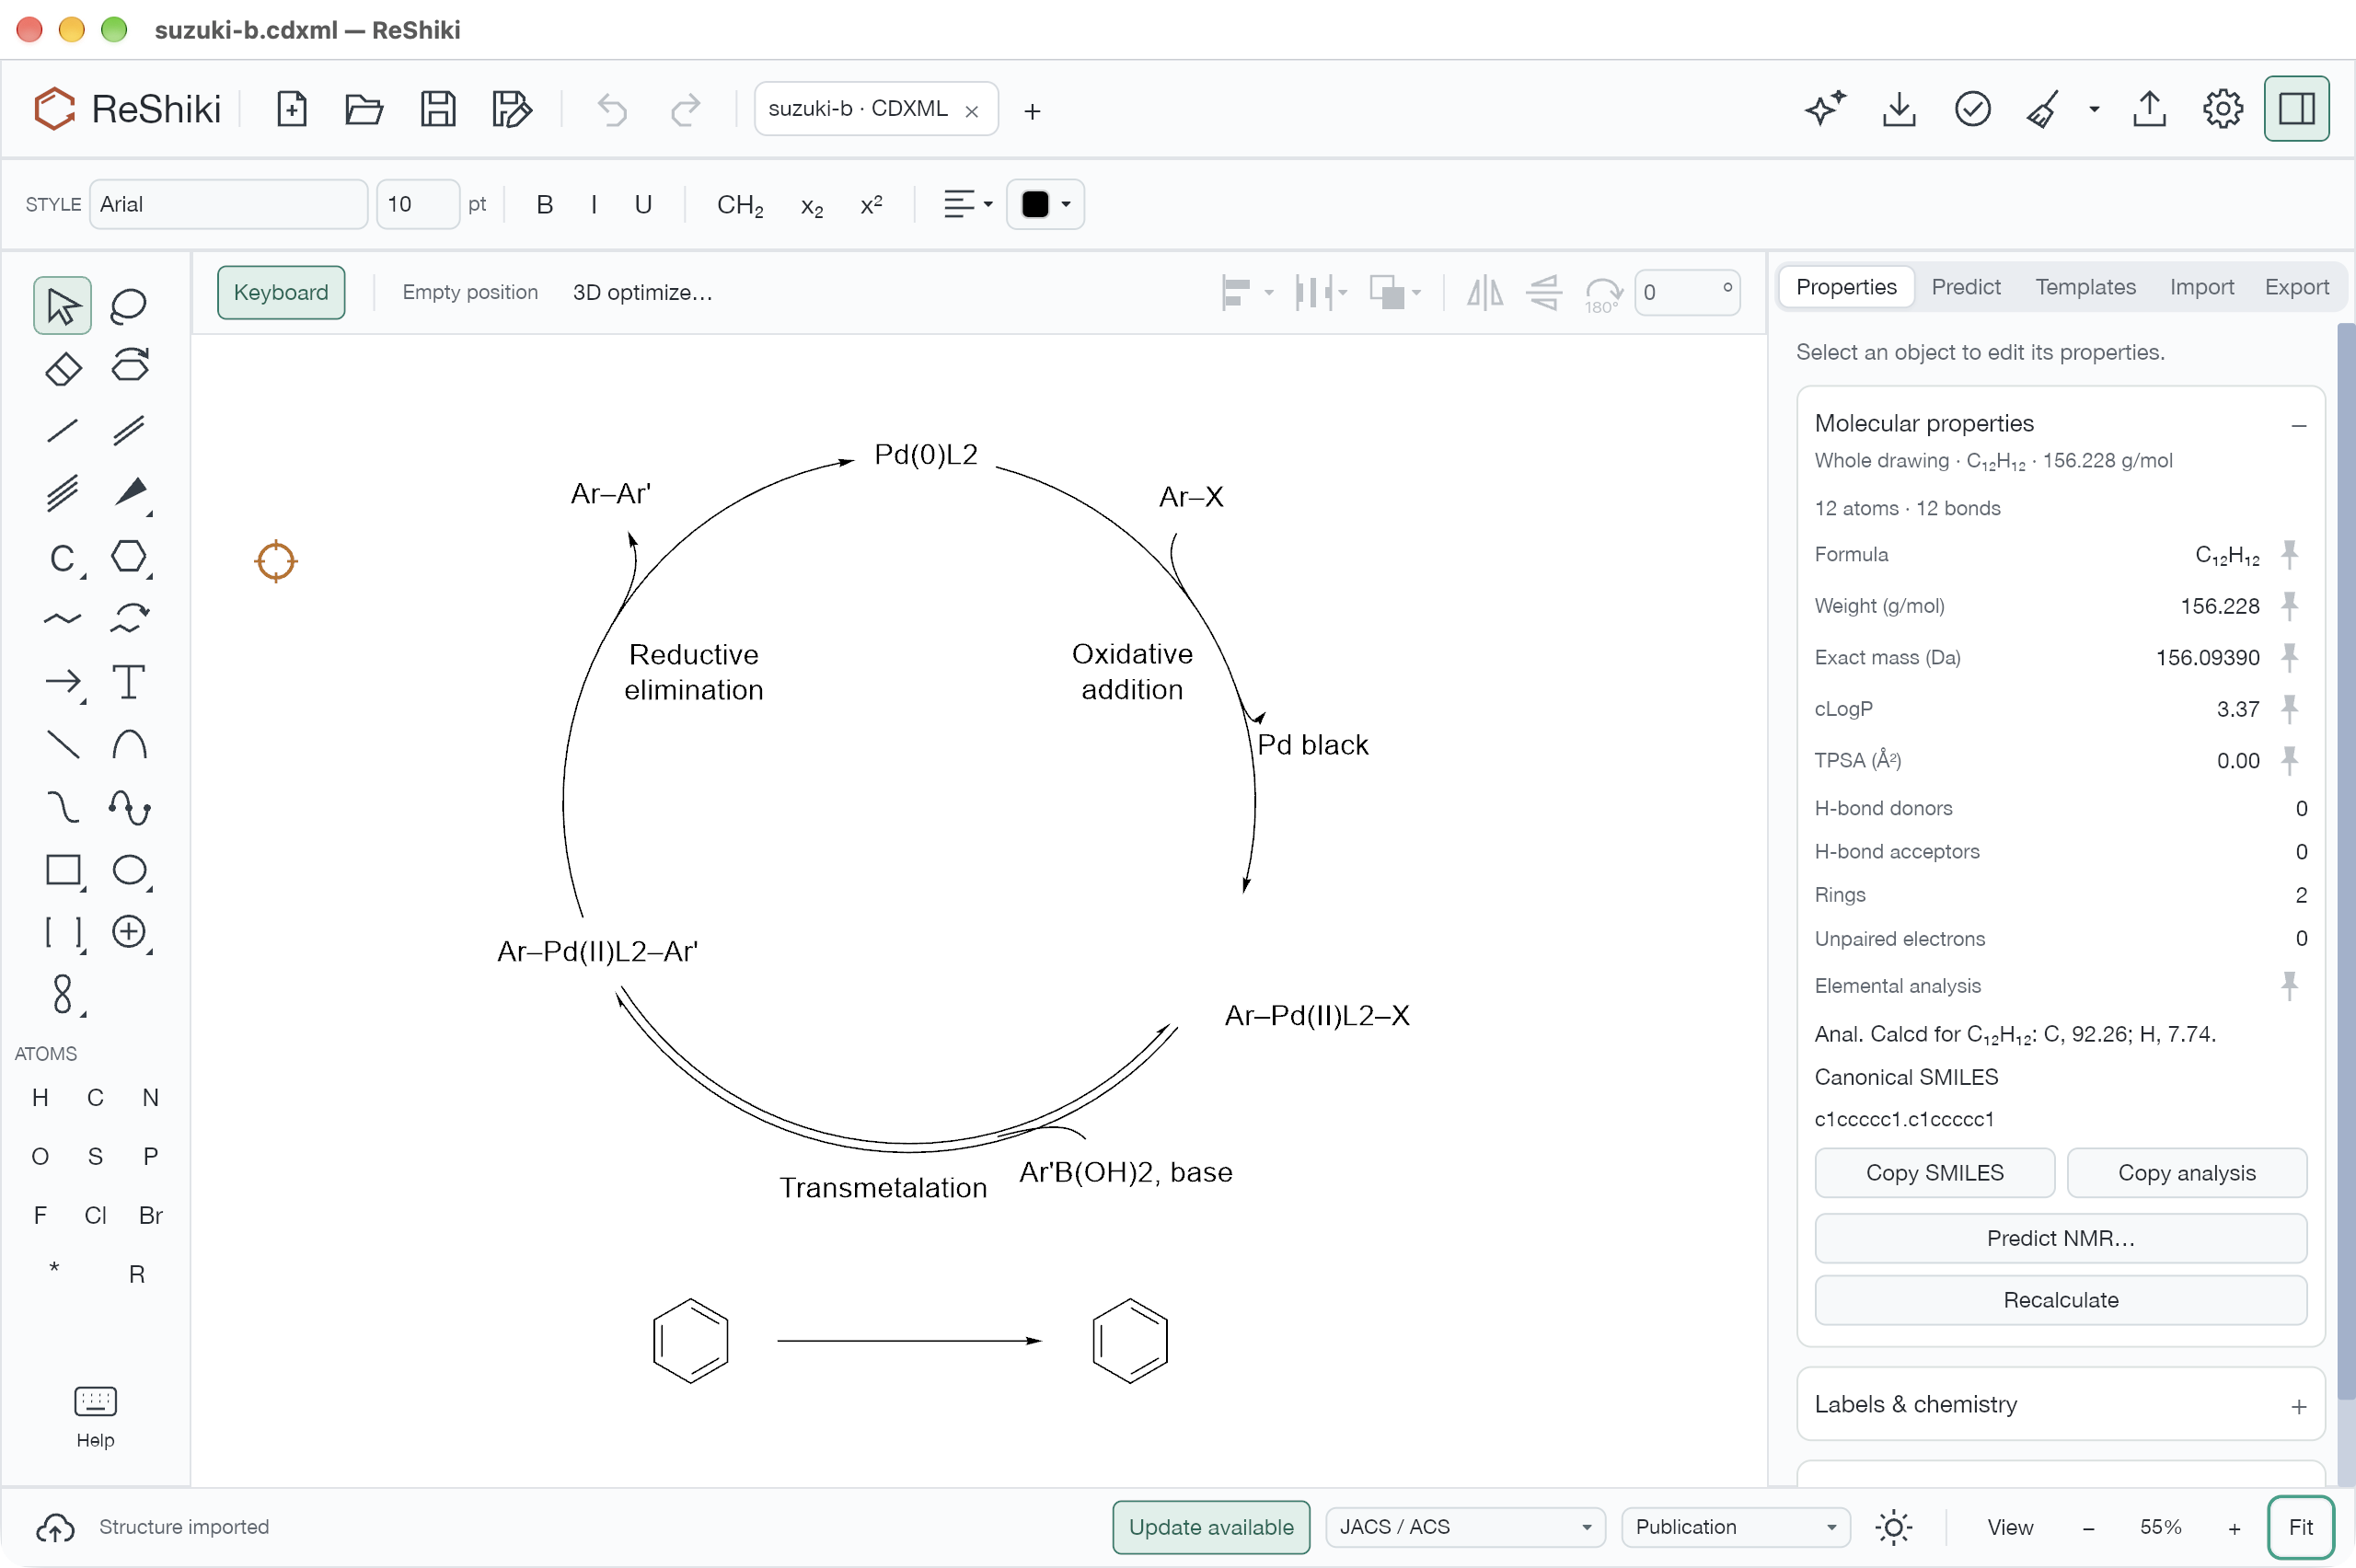 suzuki-b.cdxml — ReShiki
ReShiki
suzuki-b · CDXML
STYLE
Arial
10
pt
B
I
U
CH₂
x₂
x²
Keyboard
Empty position
3D optimize...
180°
0
°
Properties
Predict
Templates
Import
Export
C
T
ATOMS
H C N
O S P
F Cl Br
* R
Help
Pd(0)L2
Ar–Ar'
Ar–X
Reductive
elimination
Oxidative
addition
Pd black
Ar–Pd(II)L2–Ar'
Ar–Pd(II)L2–X
Transmetalation
Ar'B(OH)2, base
Select an object to edit its properties.
Molecular properties
Whole drawing · C₁₂H₁₂ · 156.228 g/mol
12 atoms · 12 bonds
Formula C₁₂H₁₂
Weight (g/mol) 156.228
Exact mass (Da) 156.09390
cLogP 3.37
TPSA (Å²) 0.00
H-bond donors 0
H-bond acceptors 0
Rings 2
Unpaired electrons 0
Elemental analysis
Anal. Calcd for C₁₂H₁₂: C, 92.26; H, 7.74.
Canonical SMILES
c1ccccc1.c1ccccc1
Copy SMILES
Copy analysis
Predict NMR...
Recalculate
Labels & chemistry
Structure imported
Update available
JACS / ACS
Publication
View
–
55%
+
Fit